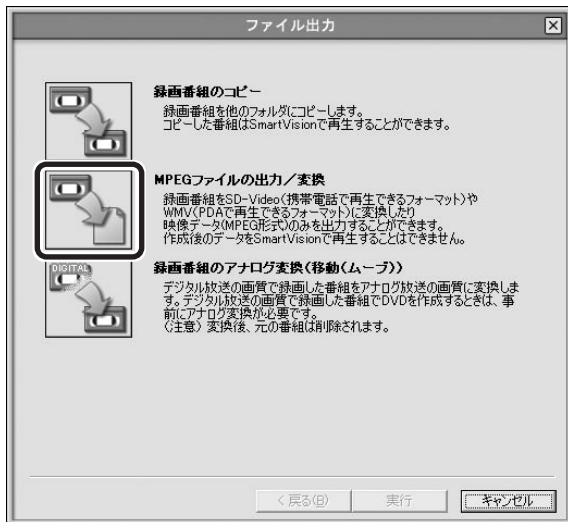 ファイル出力
録画番組のコピー
録画番組を他のフォルダにコピーします。
コピーした番組はSmartVisionで再生することができます。
MPEGファイルの出力／変換
録画番組をSD-Video(携帯電話で再生できるフォーマット)や
WMV(PDAで再生できるフォーマット)に変換したり
映像データ(MPEG形式)のみを出力することができます。
作成後のデータをSmartVisionで再生することはできません。
DIGITAL
録画番組のアナログ変換(移動(ムーブ))
デジタル放送の画質で録画した番組をアナログ放送の画質に変換しま
す。デジタル放送の画質で録画した番組でDVDを作成するときは、事
前にアナログ変換が必要です。
(注意) 変換後、元の番組は削除されます。
< 戻る(B)
実行
キャンセル